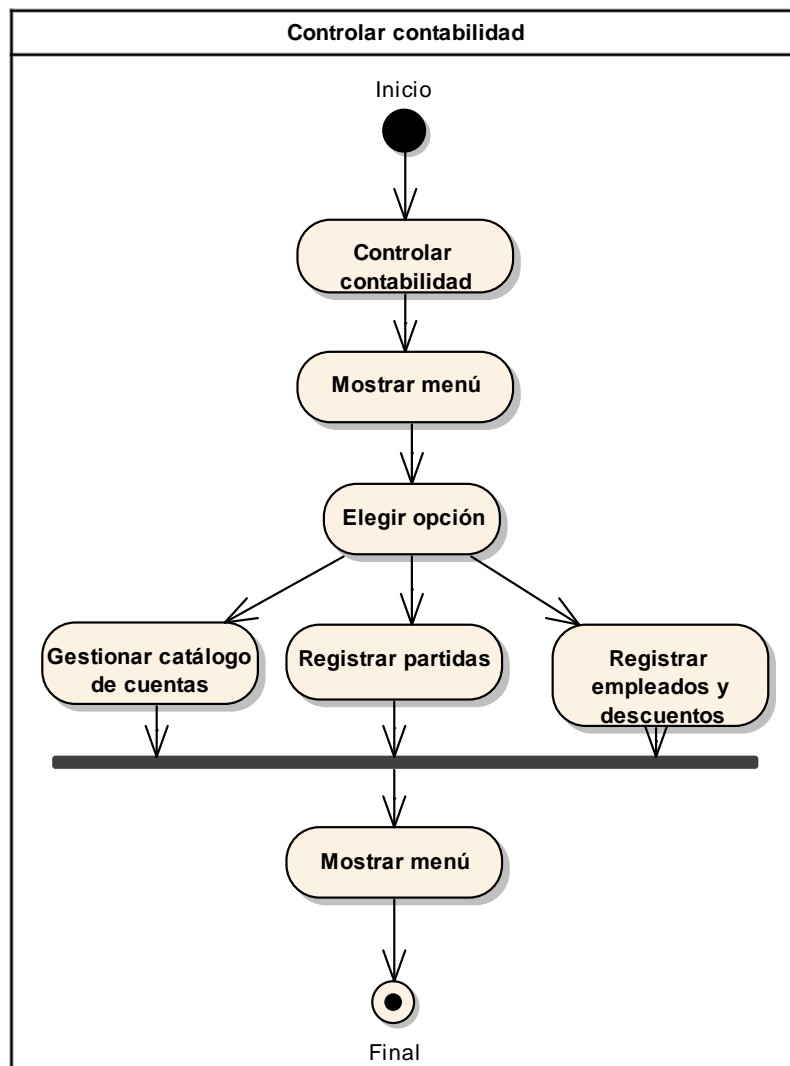 Controlar contabilidad
Inicio
Controlar
contabilidad
Mostrar menú
Elegir opción
Gestionar catálogo
de cuentas
Registrar partidas
Registrar
empleados y
descuentos
Mostrar menú
Final